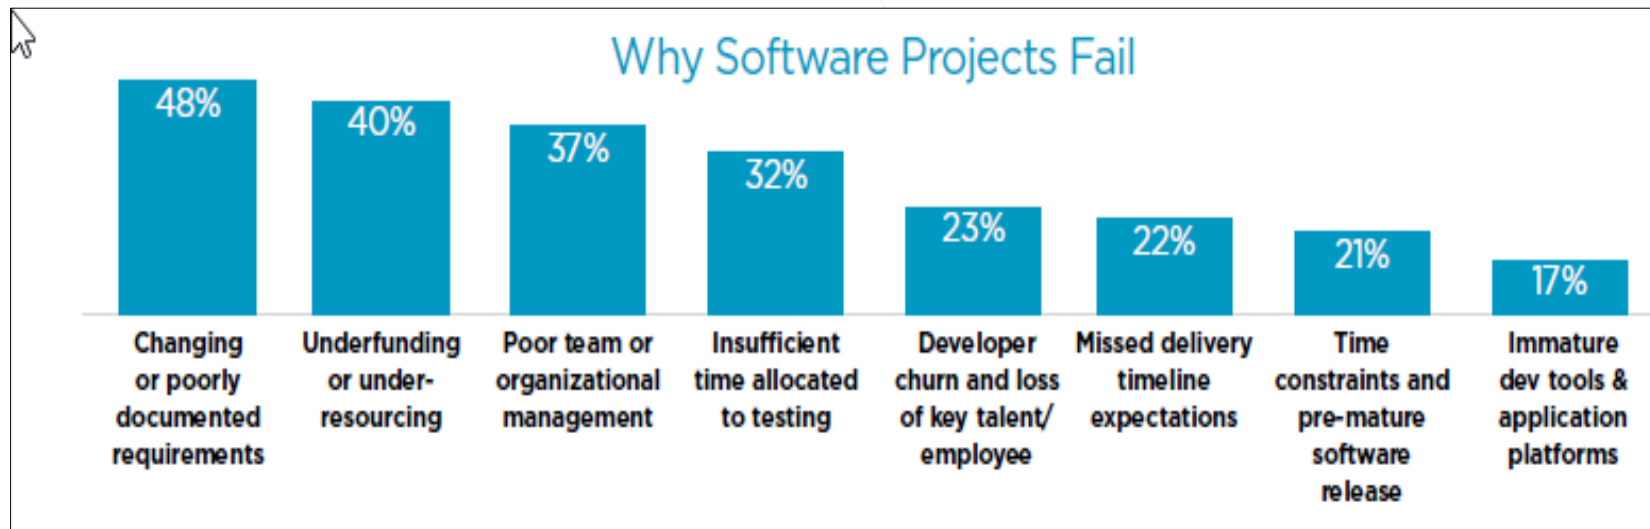 Why Software Projects Fail
48%
40%
37%
32%
23%
22%
21%
17%
Changing
or poorly
documented
requirements
Underfunding
or under-
resourcing
Poor team or
organizational
management
Insufficient
time allocated
to testing
Developer
churn and loss
of key talent/
employee
Missed delivery
timeline
expectations
Time
constraints and
pre-mature
software
release
Immature
dev tools &
application
platforms